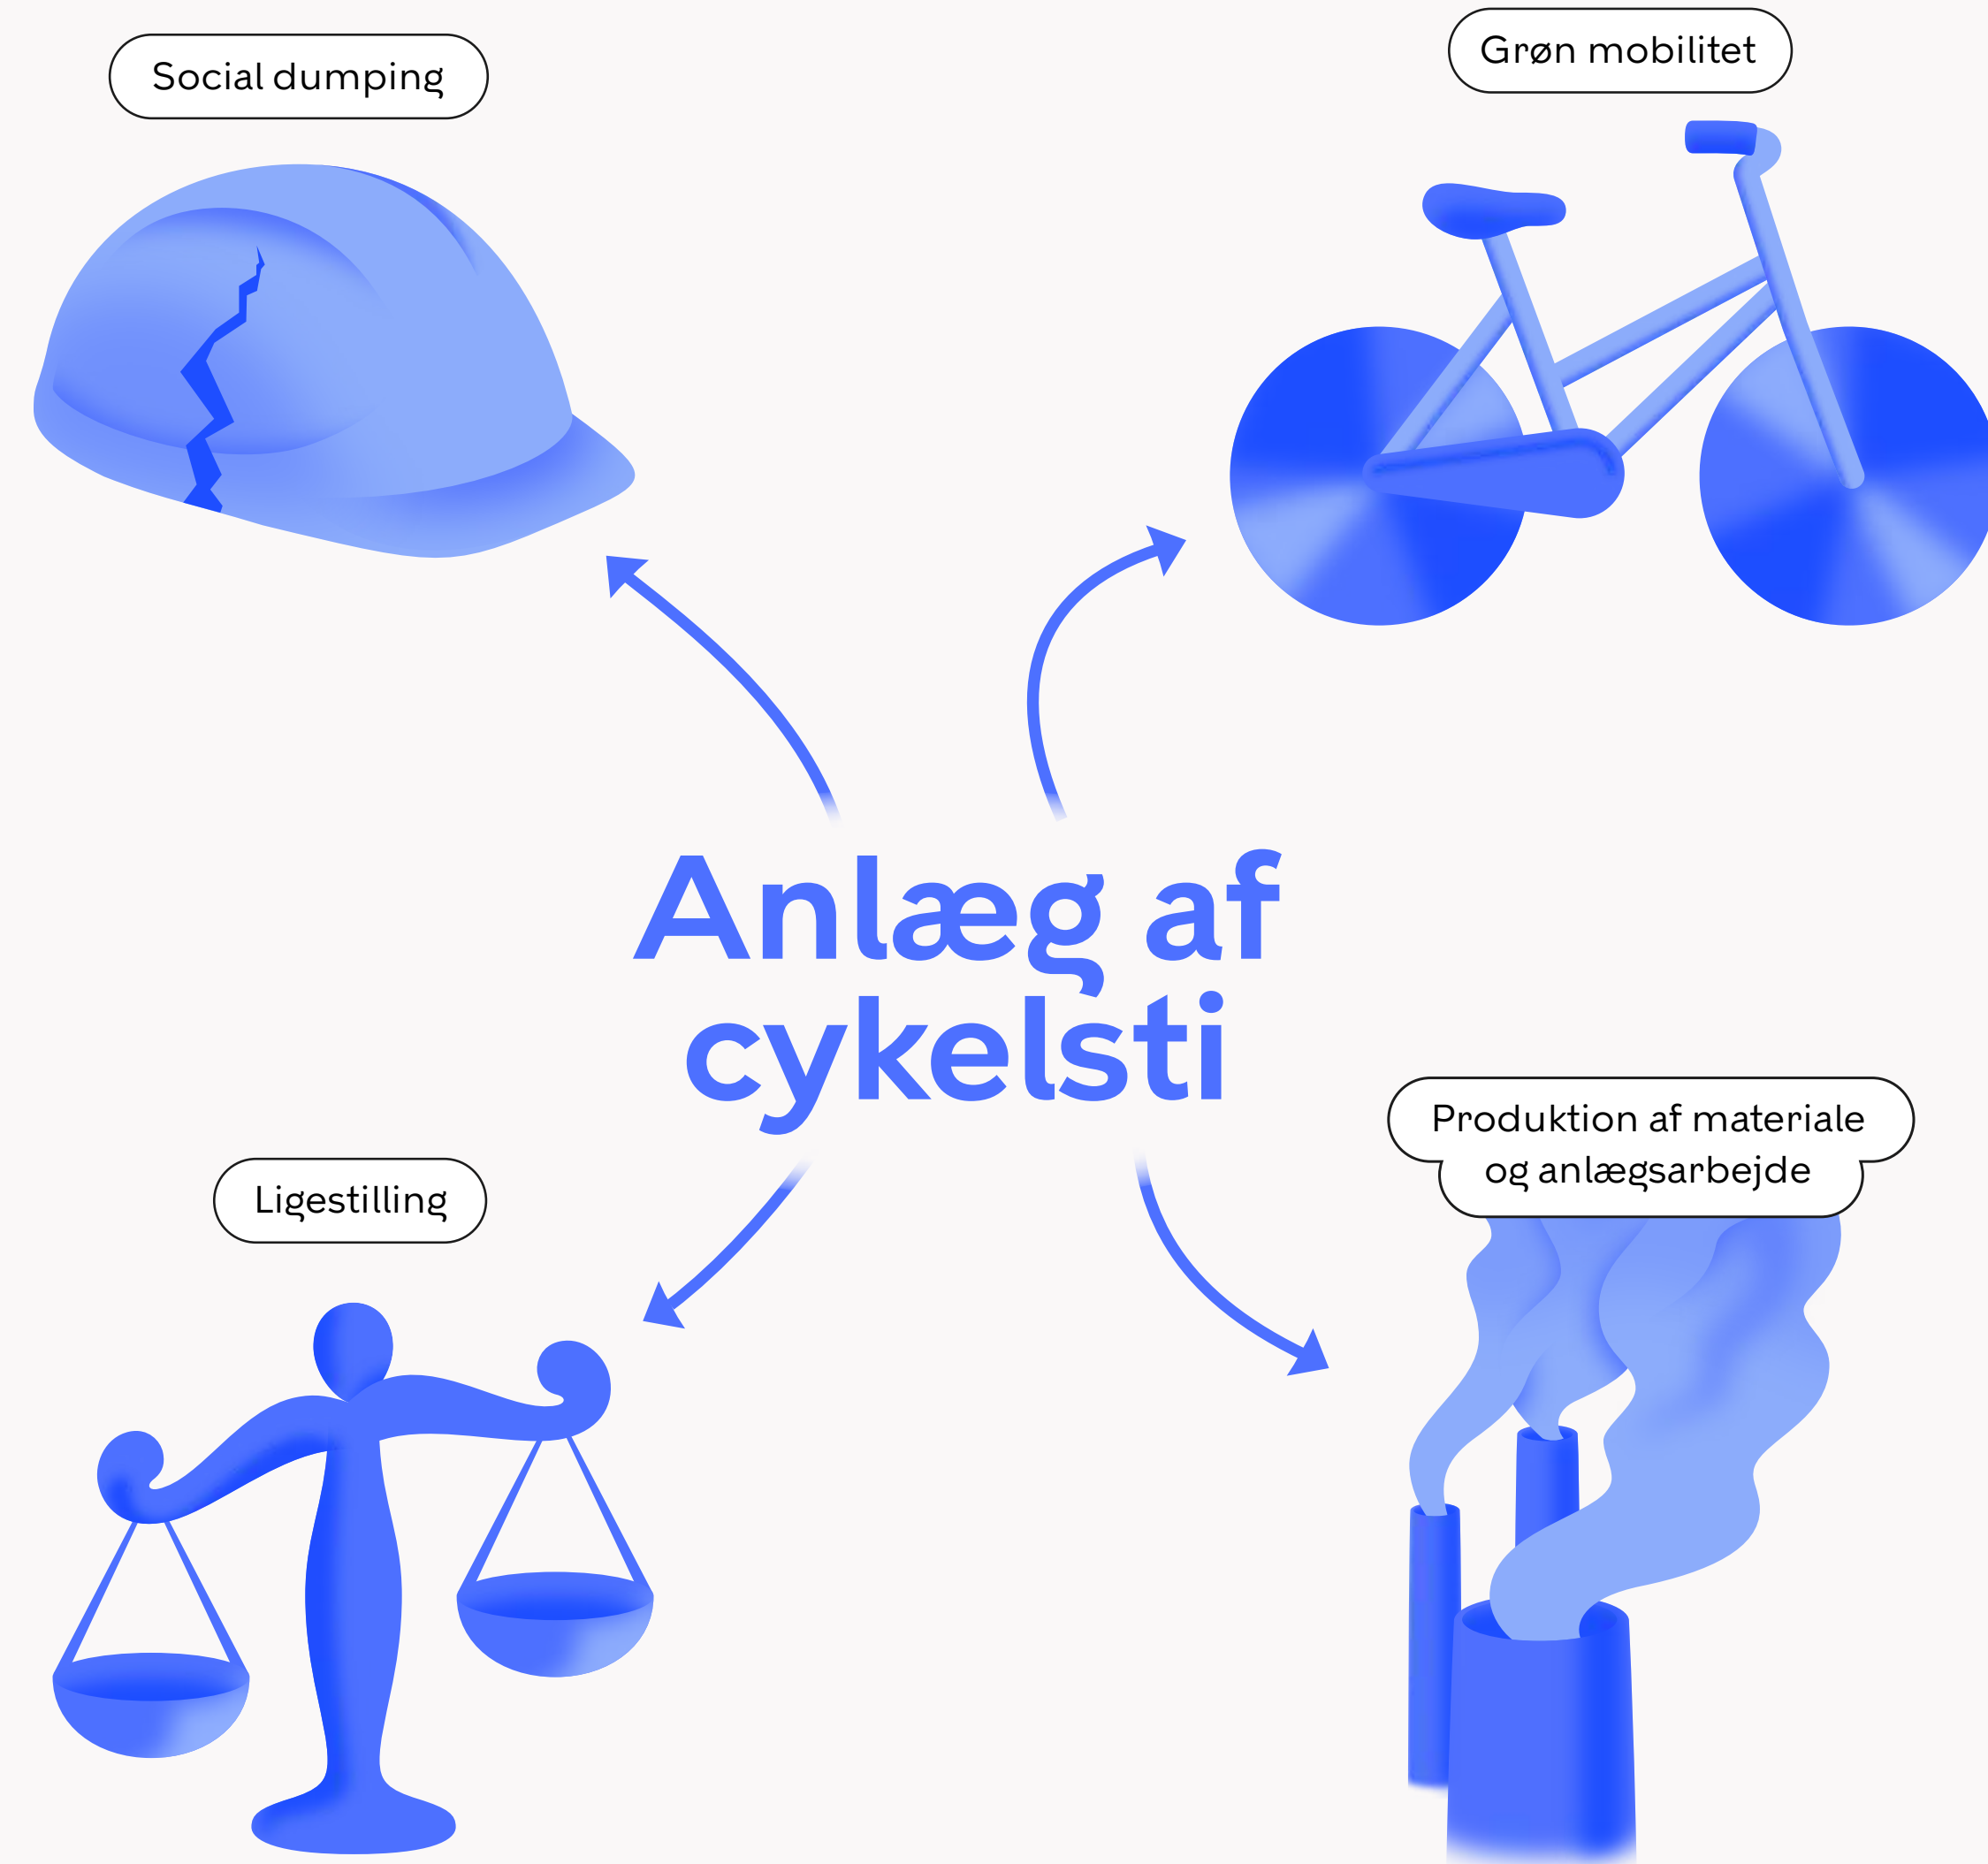 Social dumping
Grøn mobilitet
Anlæg af
cykelsti
Produktion af materiale
og anlægsarbejde
Ligestilling